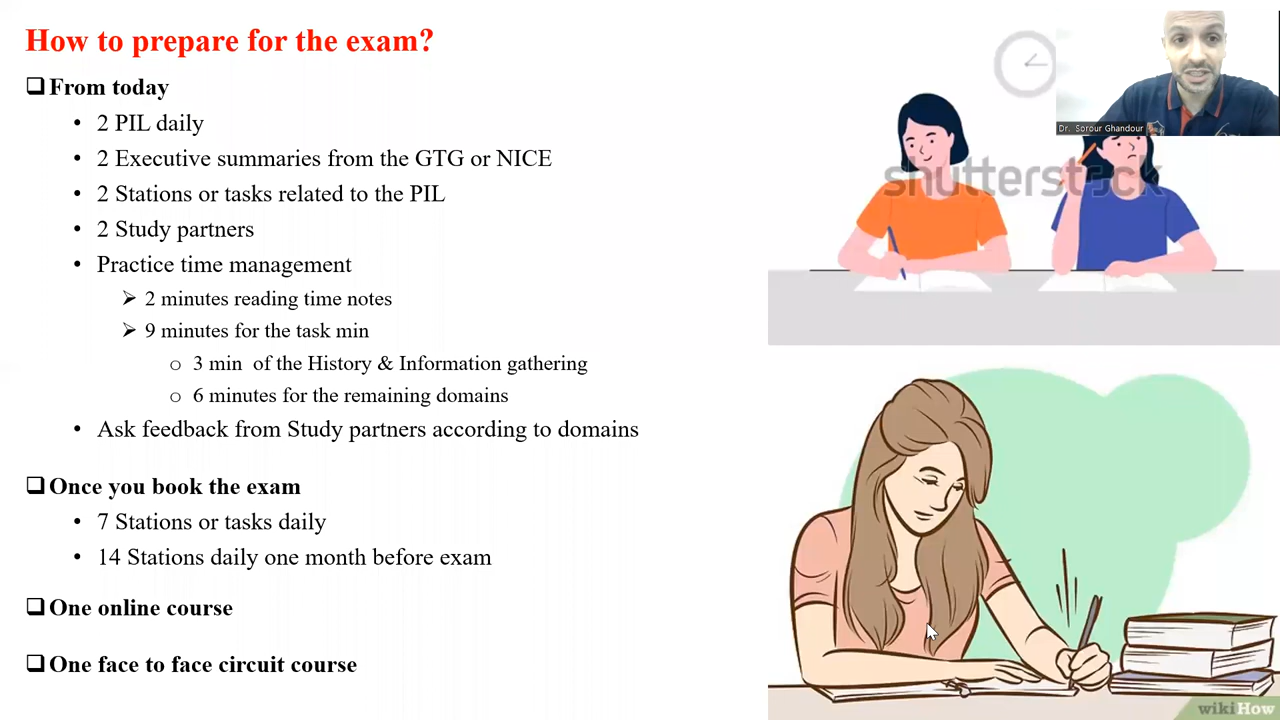 How to prepare for the exam?
❑ From today
• 2 PIL daily
• 2 Executive summaries from the GTG or NICE
• 2 Stations or tasks related to the PIL
• 2 Study partners
• Practice time management
➢ 2 minutes reading time notes
➢ 9 minutes for the task min
o 3 min of the History & Information gathering
o 6 minutes for the remaining domains
• Ask feedback from Study partners according to domains
❑ Once you book the exam
• 7 Stations or tasks daily
• 14 Stations daily one month before exam
❑ One online course
❑ One face to face circuit course
Dr. Sorour Ghandour
shutterstock
wikiHow